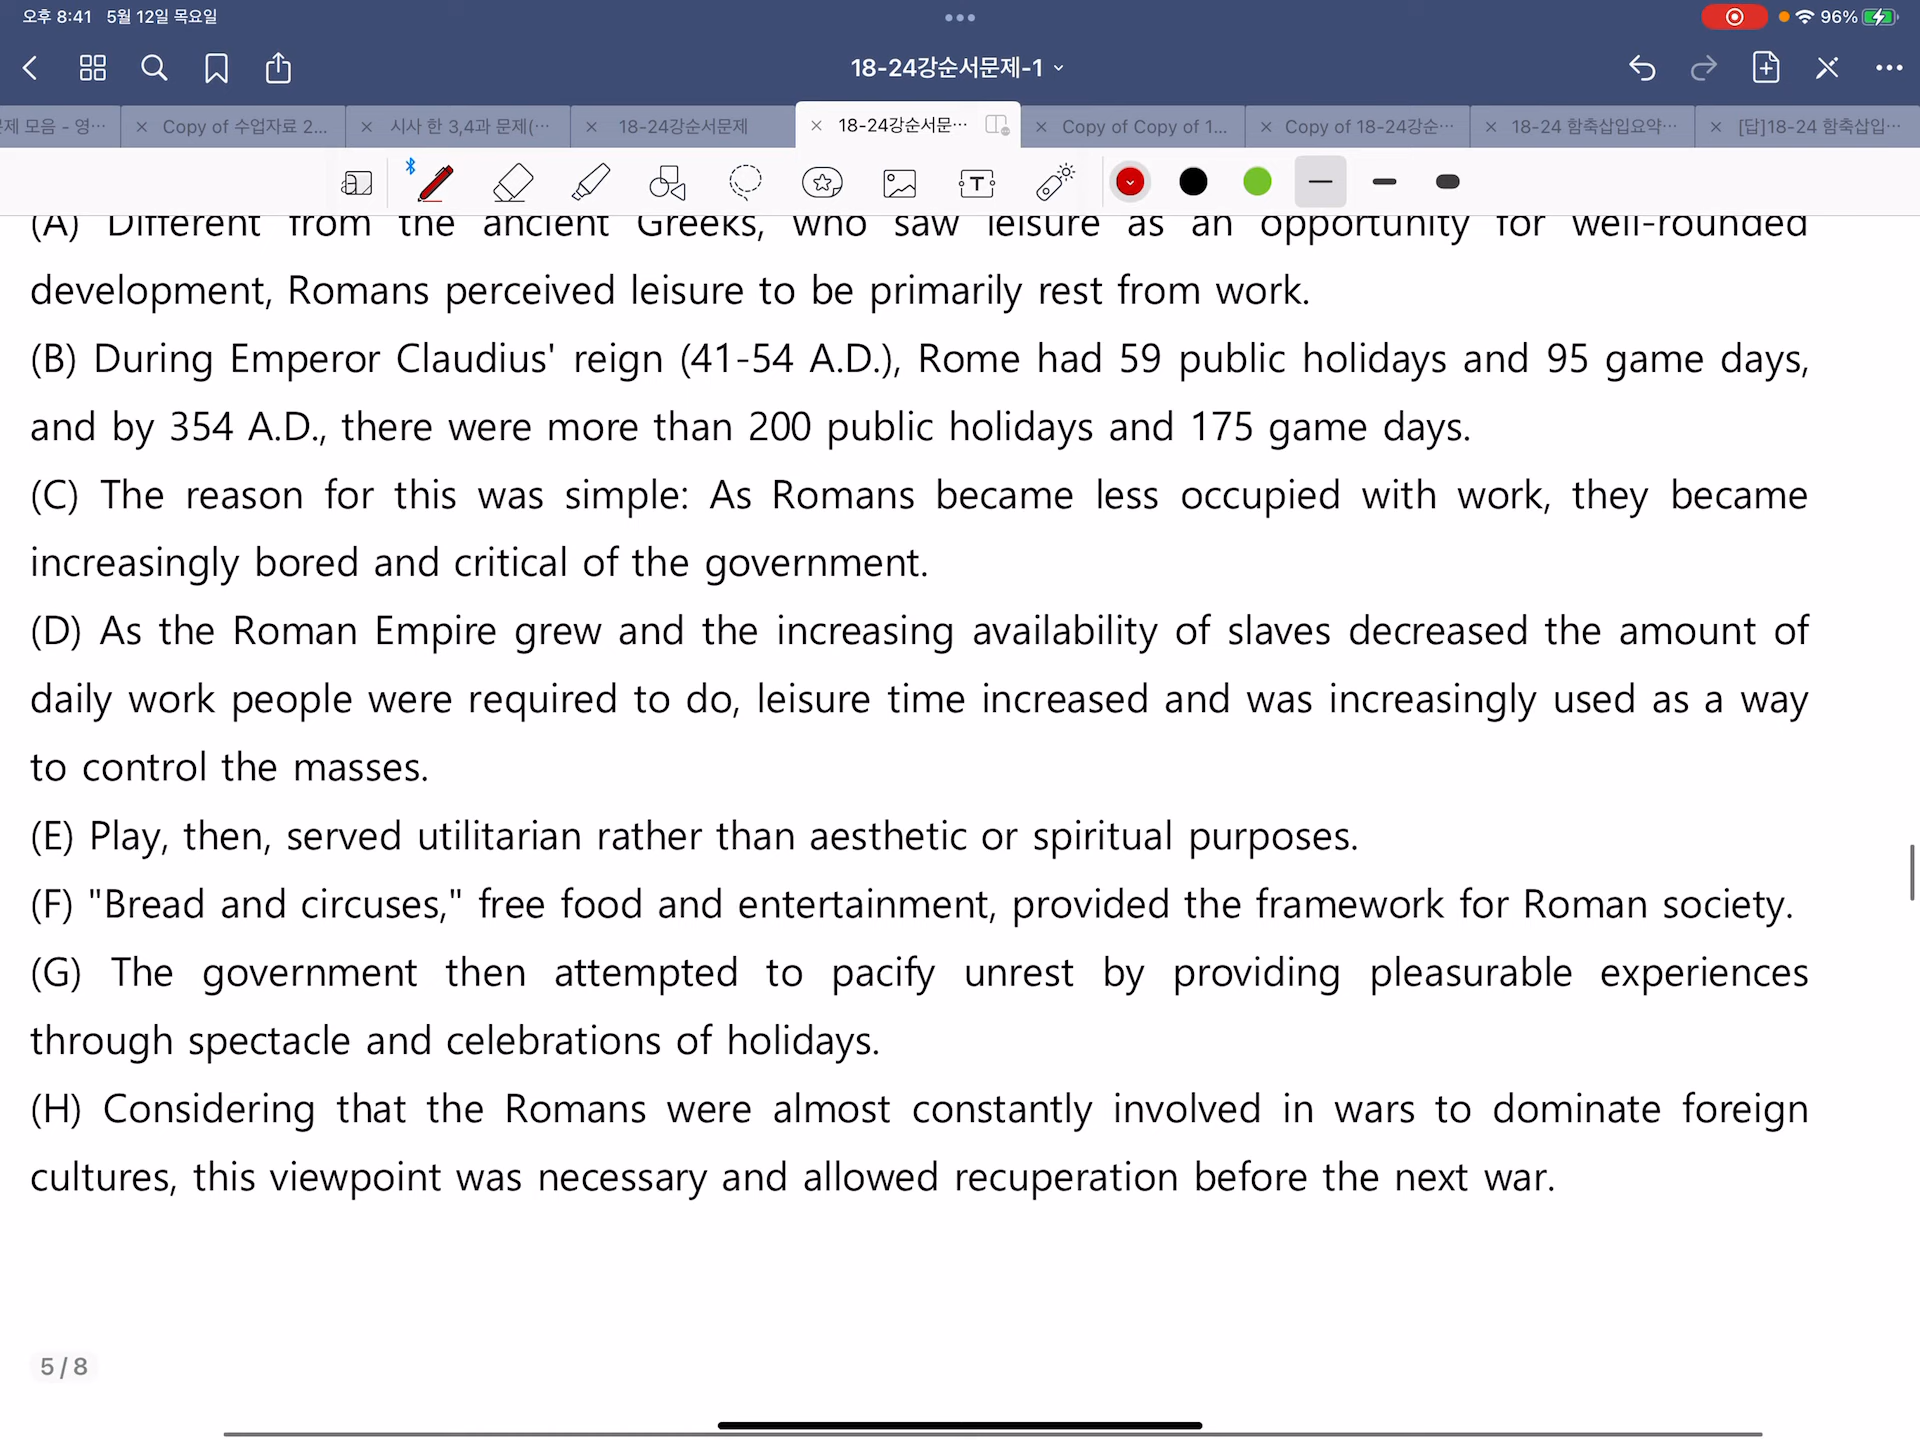 오후 8:41 5월 12일 목요일
96%
18-24강순서문제-1
문제 모음 - 영···
Copy of 수업자료 2...
시사 한 3,4과 문제(···
18-24강순서문제
18-24강순서문···
Copy of Copy of 1...
Copy of 18-24강순···
18-24 함축삽입요약···
[답]18-24 함축삽입···
(A) Different from the ancient Greeks, who saw leisure as an opportunity for well-rounded
development, Romans perceived leisure to be primarily rest from work.
(B) During Emperor Claudius' reign (41-54 A.D.), Rome had 59 public holidays and 95 game days,
and by 354 A.D., there were more than 200 public holidays and 175 game days.
(C) The reason for this was simple: As Romans became less occupied with work, they became
increasingly bored and critical of the government.
(D) As the Roman Empire grew and the increasing availability of slaves decreased the amount of
daily work people were required to do, leisure time increased and was increasingly used as a way
to control the masses.
(E) Play, then, served utilitarian rather than aesthetic or spiritual purposes.
(F) "Bread and circuses," free food and entertainment, provided the framework for Roman society.
(G) The government then attempted to pacify unrest by providing pleasurable experiences
through spectacle and celebrations of holidays.
(H) Considering that the Romans were almost constantly involved in wars to dominate foreign
cultures, this viewpoint was necessary and allowed recuperation before the next war.
5 / 8